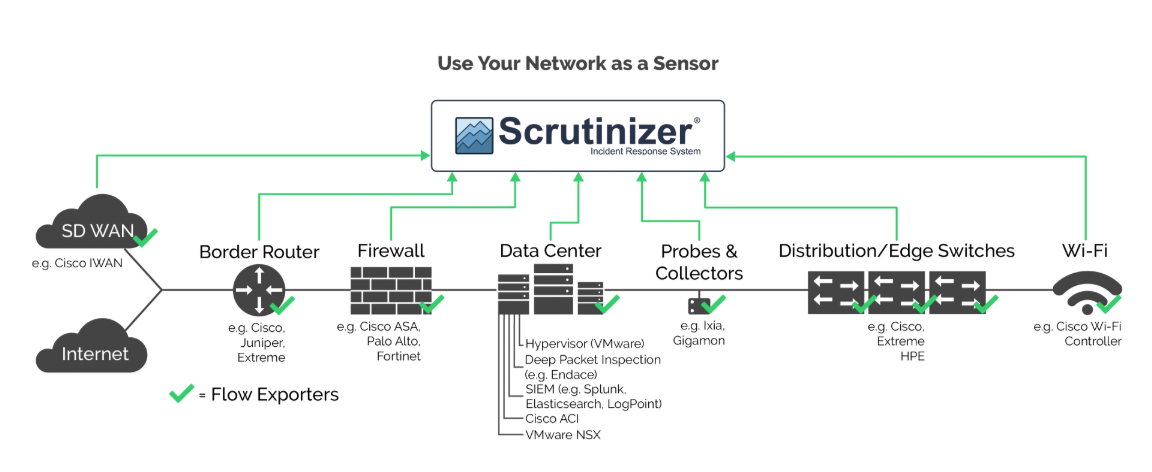 Use Your Network as a Sensor
Scrutinizer®
Incident Response System
SD WAN
e.g. Cisco IWAN
Internet
Border Router
e.g. Cisco,
Juniper,
Extreme
Firewall
e.g. Cisco ASA,
Palo Alto,
Fortinet
Data Center
Hypervisor (VMware)
Deep Packet Inspection
(e.g. Endace)
SIEM (e.g. Splunk,
Elasticsearch, LogPoint)
Cisco ACI
VMware NSX
Probes &
Collectors
e.g. Ixia,
Gigamon
Distribution/Edge Switches
e.g. Cisco,
Extreme
HPE
Wi-Fi
e.g. Cisco Wi-Fi
Controller
= Flow Exporters